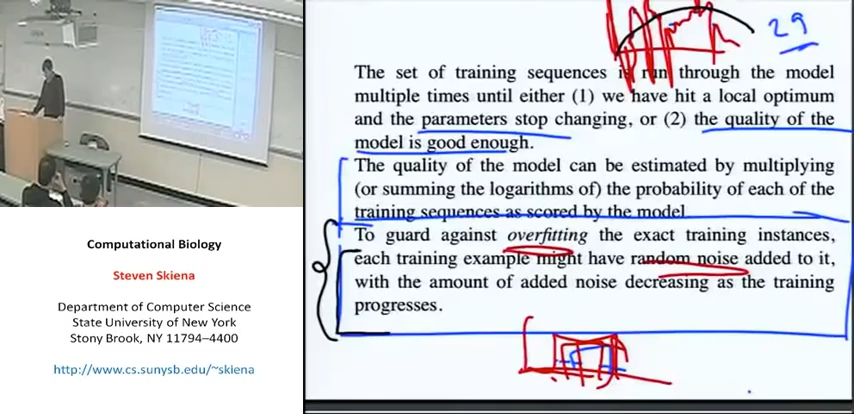 Computational Biology
Steven Skiena
Department of Computer Science
State University of New York
Stony Brook, NY 11794–4400
http://www.cs.sunysb.edu/~skiena
29
The set of training sequences is run through the model
multiple times until either (1) we have hit a local optimum
and the parameters stop changing, or (2) the quality of the
model is good enough.
The quality of the model can be estimated by multiplying
(or summing the logarithms of) the probability of each of the
training sequences as scored by the model
To guard against overfitting the exact training instances,
each training example might have random noise added to it,
with the amount of added noise decreasing as the training
progresses.